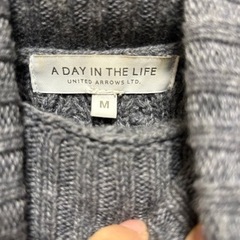 A DAY IN THE LIFE
UNITED ARROWS LTD.
M